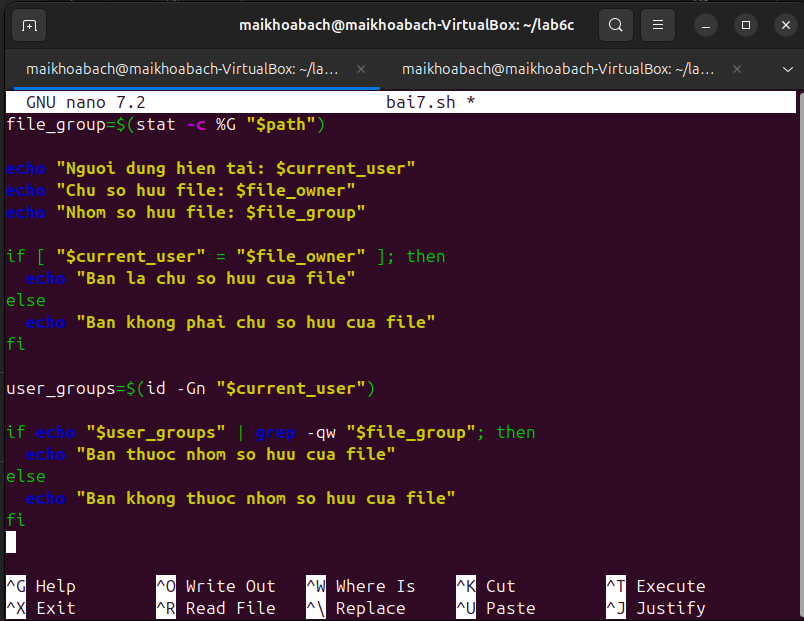 maikhoabach@maikhoabach-VirtualBox: ~/lab6c
maikhoabach@maikhoabach-VirtualBox: ~/la...
maikhoabach@maikhoabach-VirtualBox: ~/la...
GNU nano 7.2 bai7.sh *
file_group=$(stat -c %G "$path")
echo "Nguoi dung hien tai: $current_user"
echo "Chu so huu file: $file_owner"
echo "Nhom so huu file: $file_group"
if [ "$current_user" = "$file_owner" ]; then
  echo "Ban la chu so huu cua file"
else
  echo "Ban khong phai chu so huu cua file"
fi
user_groups=$(id -Gn "$current_user")
if echo "$user_groups" | grep -qw "$file_group"; then
  echo "Ban thuoc nhom so huu cua file"
else
  echo "Ban khong thuoc nhom so huu cua file"
fi
^G Help ^O Write Out ^W Where Is ^K Cut ^T Execute
^X Exit ^R Read File ^\ Replace ^U Paste ^J Justify